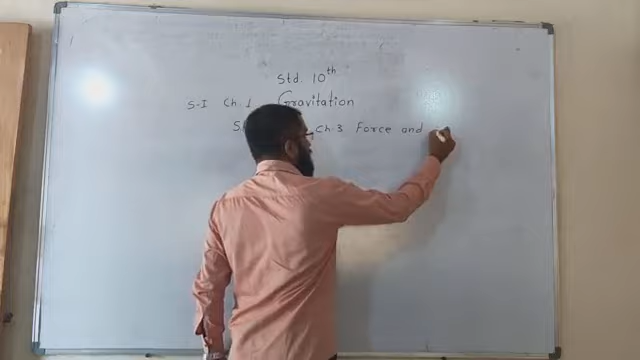 Std. 10th
S-I Ch. 1 Gravitation
Ch.3 Force and